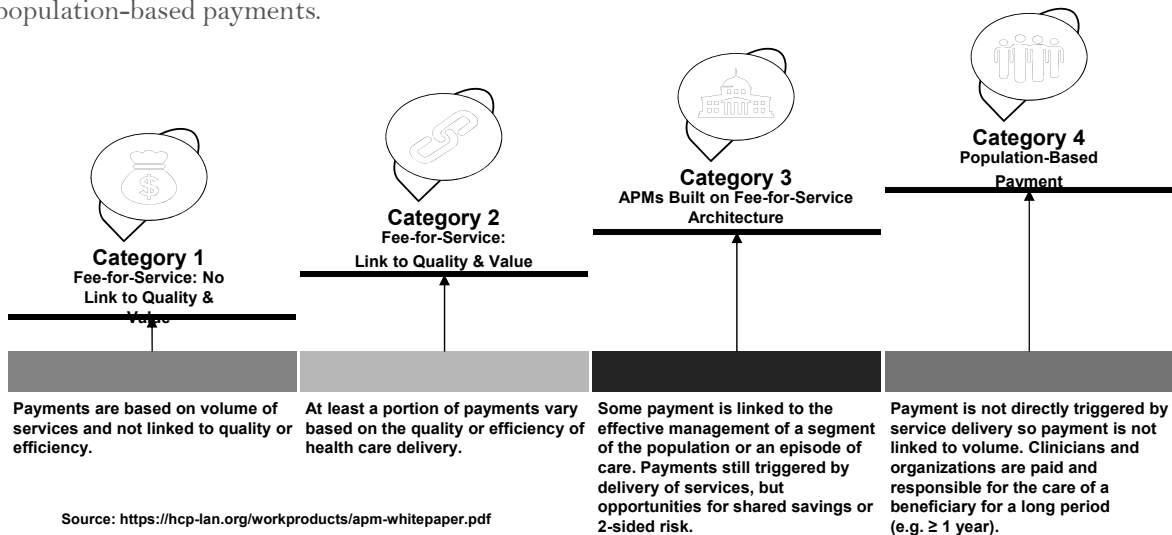 population-based payments.
$
Category 1
Fee-for-Service: No
Link to Quality &
Value
Category 2
Fee-for-Service:
Link to Quality & Value
Category 3
APMs Built on Fee-for-Service
Architecture
Category 4
Population-Based
Payment
Payments are based on volume of
services and not linked to quality or
efficiency.
At least a portion of payments vary
based on the quality or efficiency of
health care delivery.
Some payment is linked to the
effective management of a segment
of the population or an episode of
care. Payments still triggered by
delivery of services, but
opportunities for shared savings or
2-sided risk.
Payment is not directly triggered by
service delivery so payment is not
linked to volume. Clinicians and
organizations are paid and
responsible for the care of a
beneficiary for a long period
(e.g. ≥ 1 year).
Source: https://hcp-lan.org/workproducts/apm-whitepaper.pdf